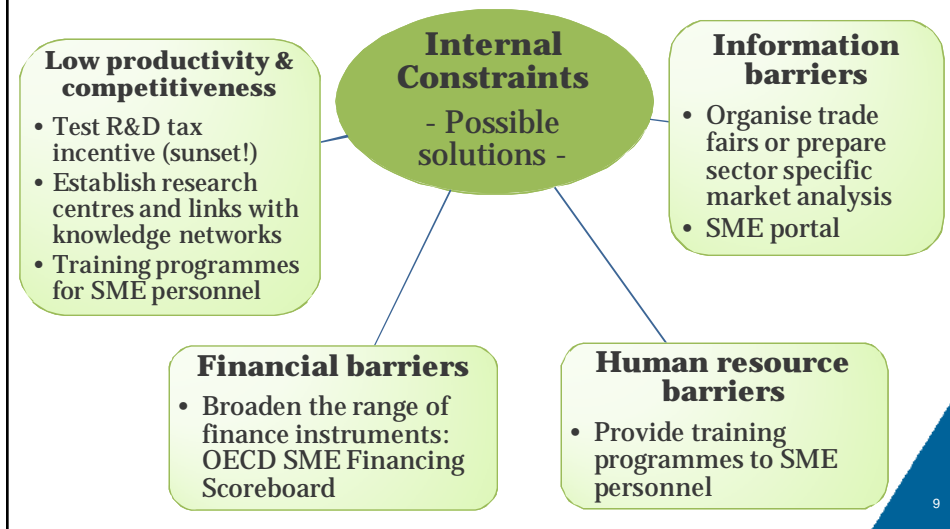 Internal
Constraints
- Possible
solutions -
Low productivity &
competitiveness
• Test R&D tax
incentive (sunset!)
• Establish research
centres and links with
knowledge networks
• Training programmes
for SME personnel
Information
barriers
• Organise trade
fairs or prepare
sector specific
market analysis
• SME portal
Financial barriers
• Broaden the range of
finance instruments:
OECD SME Financing
Scoreboard
Human resource
barriers
• Provide training
programmes to SME
personnel
9